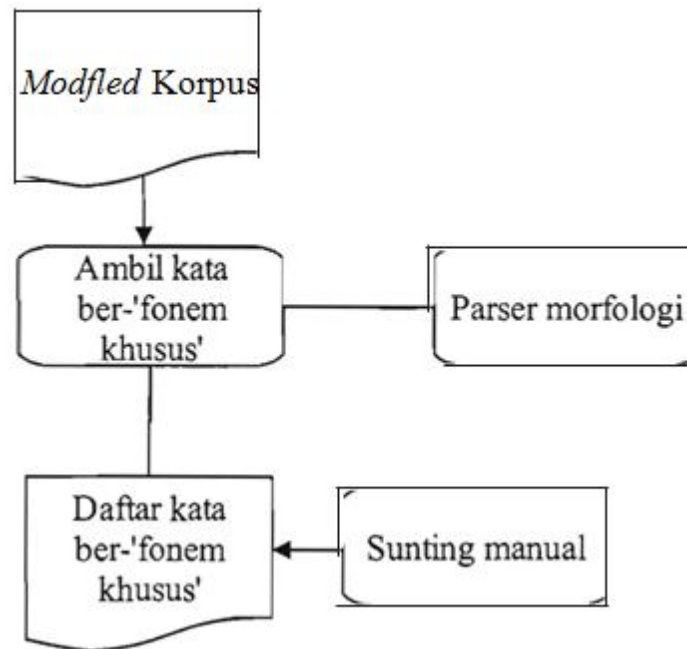 Modfled Korpus
Ambil kata
ber-'fonem
khusus'
Parser morfologi
Daftar kata
ber-'fonem
khusus'
Sunting manual